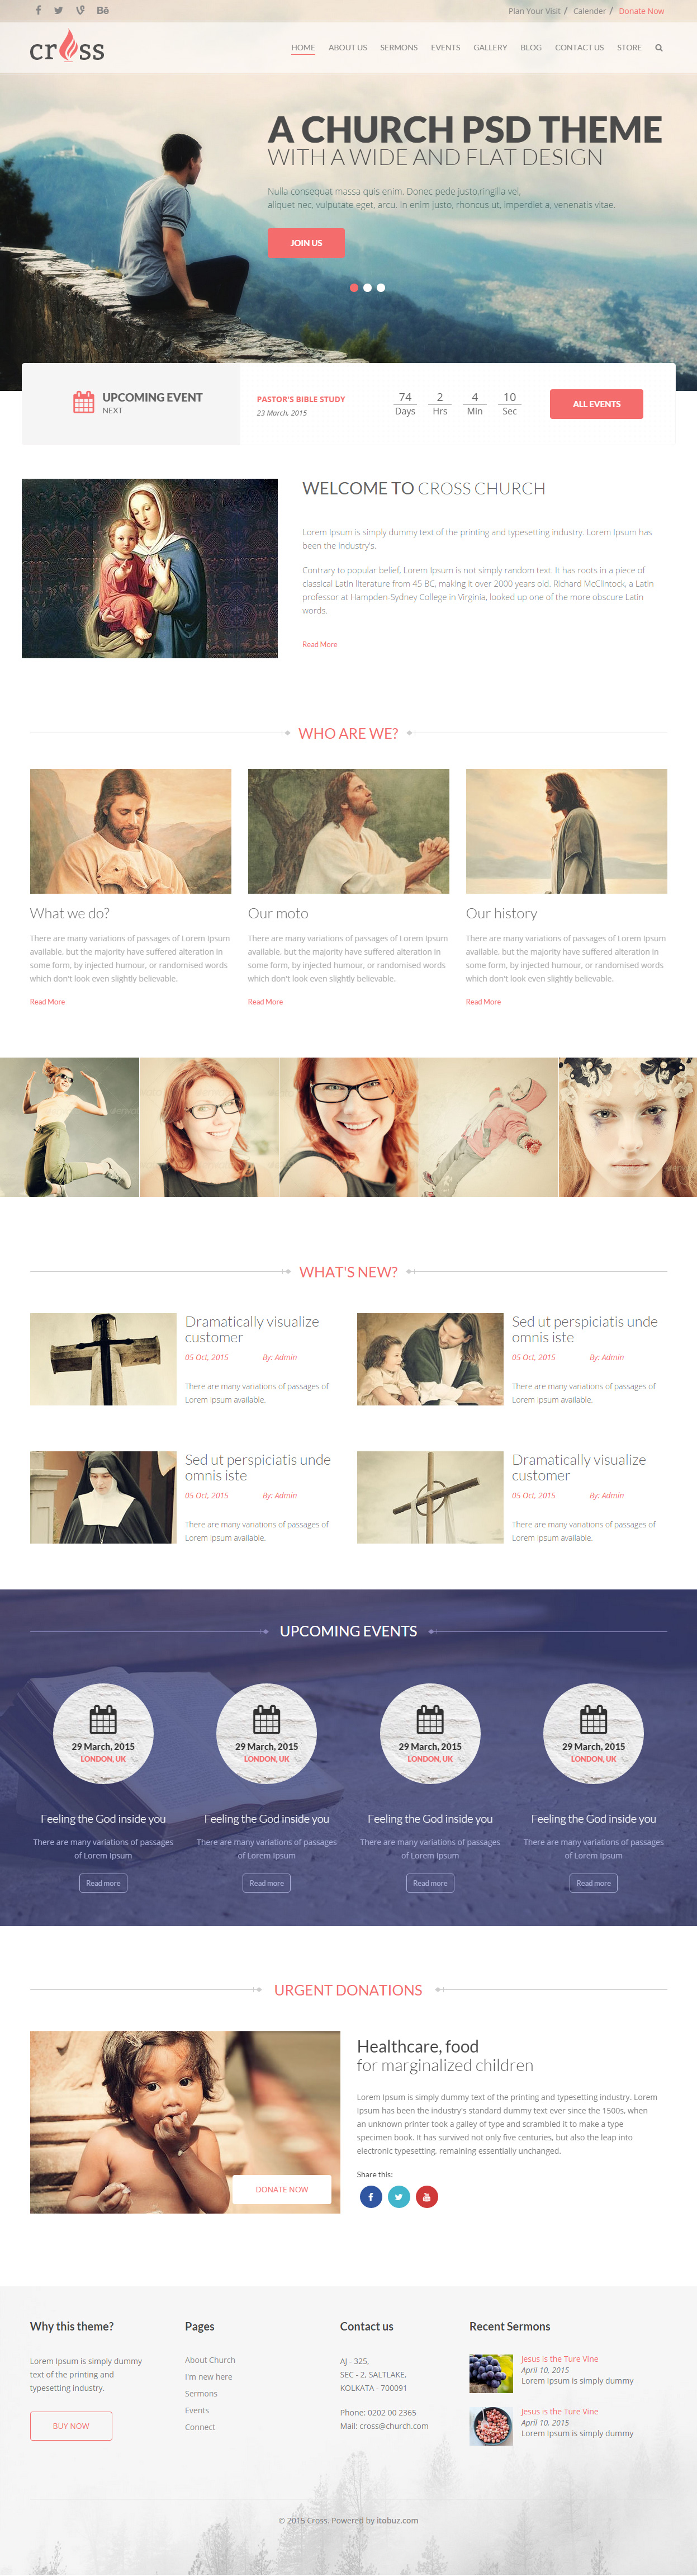 Plan Your Visit / Calender / Donate Now
cross
HOME ABOUT US SERMONS EVENTS GALLERY BLOG CONTACT US STORE
A CHURCH PSD THEME
WITH A WIDE AND FLAT DESIGN
Nulla consequat massa quis enim. Donec pede justo,ringilla vel,
aliquet nec, vulputate eget, arcu. In enim justo, rhoncus ut, imperdiet a, venenatis vitae.
JOIN US
UPCOMING EVENT
NEXT
PASTOR'S BIBLE STUDY
23 March, 2015
74 2 4 10
Days Hrs Min Sec
ALL EVENTS
WELCOME TO CROSS CHURCH
Lorem Ipsum is simply dummy text of the printing and typesetting industry. Lorem Ipsum has
been the industry's.
Contrary to popular belief, Lorem Ipsum is not simply random text. It has roots in a piece of
classical Latin literature from 45 BC, making it over 2000 years old. Richard McClintock, a Latin
professor at Hampden-Sydney College in Virginia, looked up one of the more obscure Latin
words.
Read More
WHO ARE WE?
What we do?
There are many variations of passages of Lorem Ipsum
available, but the majority have suffered alteration in
some form, by injected humour, or randomised words
which don't look even slightly believable.
Read More
Our moto
There are many variations of passages of Lorem Ipsum
available, but the majority have suffered alteration in
some form, by injected humour, or randomised words
which don't look even slightly believable.
Read More
Our history
There are many variations of passages of Lorem Ipsum
available, but the majority have suffered alteration in
some form, by injected humour, or randomised words
which don't look even slightly believable.
Read More
WHAT'S NEW?
Dramatically visualize
customer
05 Oct, 2015 By: Admin
There are many variations of passages of
Lorem Ipsum available.
Sed ut perspiciatis unde
omnis iste
05 Oct, 2015 By: Admin
There are many variations of passages of
Lorem Ipsum available.
Sed ut perspiciatis unde
omnis iste
05 Oct, 2015 By: Admin
There are many variations of passages of
Lorem Ipsum available.
Dramatically visualize
customer
05 Oct, 2015 By: Admin
There are many variations of passages of
Lorem Ipsum available.
UPCOMING EVENTS
29 March, 2015
LONDON, UK
Feeling the God inside you
There are many variations of passages
of Lorem Ipsum
Read more
29 March, 2015
LONDON, UK
Feeling the God inside you
There are many variations of passages
of Lorem Ipsum
Read more
29 March, 2015
LONDON, UK
Feeling the God inside you
There are many variations of passages
of Lorem Ipsum
Read more
29 March, 2015
LONDON, UK
Feeling the God inside you
There are many variations of passages
of Lorem Ipsum
Read more
URGENT DONATIONS
DONATE NOW
Healthcare, food
for marginalized children
Lorem Ipsum is simply dummy text of the printing and typesetting industry. Lorem
Ipsum has been the industry's standard dummy text ever since the 1500s, when
an unknown printer took a galley of type and scrambled it to make a type
specimen book. It has survived not only five centuries, but also the leap into
electronic typesetting, remaining essentially unchanged.
Share this:
Why this theme?
Lorem Ipsum is simply dummy
text of the printing and
typesetting industry.
BUY NOW
Pages
About Church
I'm new here
Sermons
Events
Connect
Contact us
AJ - 325,
SEC - 2, SALTLAKE,
KOLKATA - 700091
Phone: 0202 00 2365
Mail: cross@church.com
Recent Sermons
Jesus is the Ture Vine
April 10, 2015
Lorem Ipsum is simply dummy
Jesus is the Ture Vine
April 10, 2015
Lorem Ipsum is simply dummy
© 2015 Cross. Powered by itobuz.com